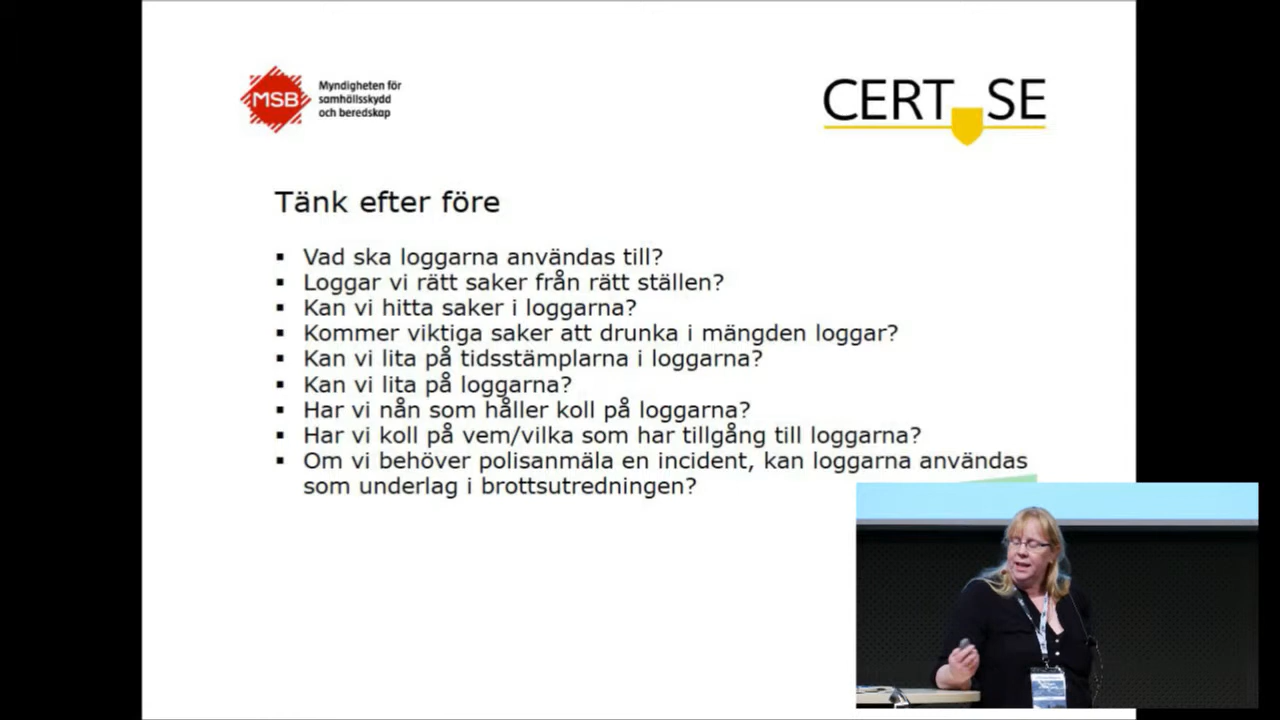 MSB
Myndigheten för
samhällsskydd
och beredskap
CERT SE
Tänk efter före
▪ Vad ska loggarna användas till?
▪ Loggar vi rätt saker från rätt ställen?
▪ Kan vi hitta saker i loggarna?
▪ Kommer viktiga saker att drunka i mängden loggar?
▪ Kan vi lita på tidsstämplarna i loggarna?
▪ Kan vi lita på loggarna?
▪ Har vi nån som håller koll på loggarna?
▪ Har vi koll på vem/vilka som har tillgång till loggarna?
▪ Om vi behöver polisanmäla en incident, kan loggarna användas
som underlag i brottsutredningen?